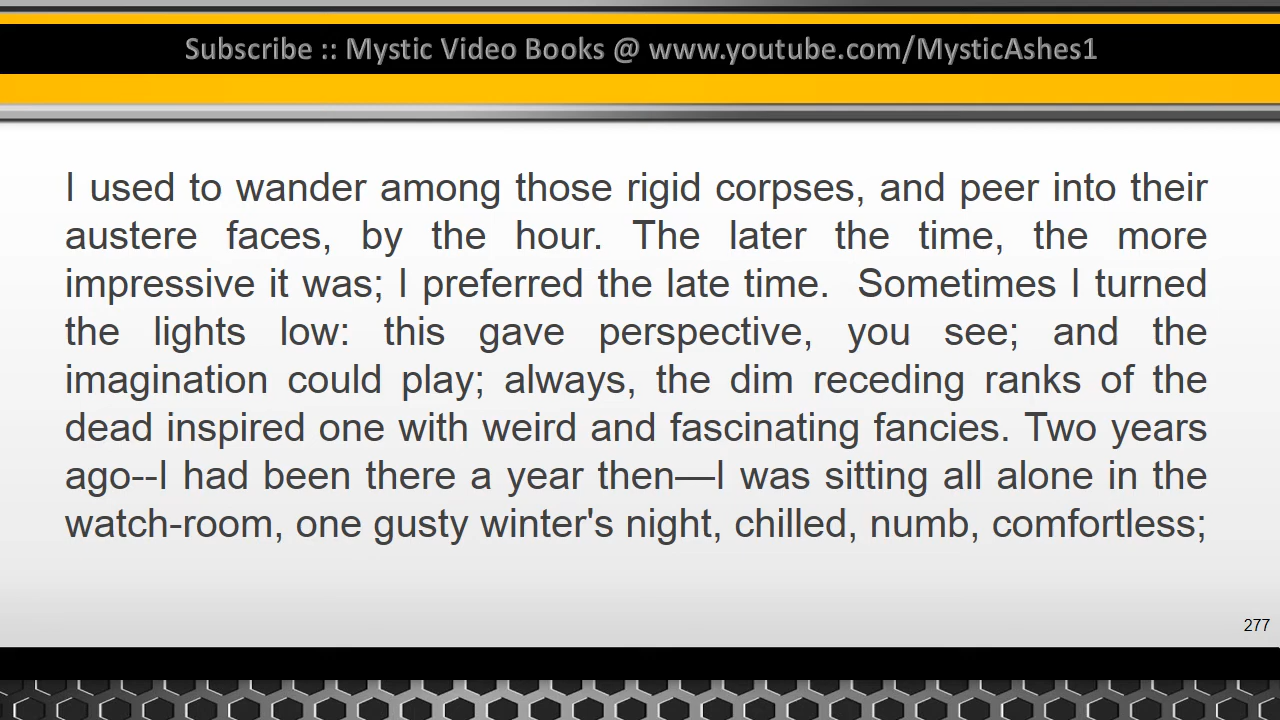 Subscribe :: Mystic Video Books @ www.youtube.com/MysticAshes1
I used to wander among those rigid corpses, and peer into their
austere faces, by the hour. The later the time, the more
impressive it was; I preferred the late time.  Sometimes I turned
the lights low: this gave perspective, you see; and the
imagination could play; always, the dim receding ranks of the
dead inspired one with weird and fascinating fancies. Two years
ago--I had been there a year then—I was sitting all alone in the
watch-room, one gusty winter's night, chilled, numb, comfortless;
277